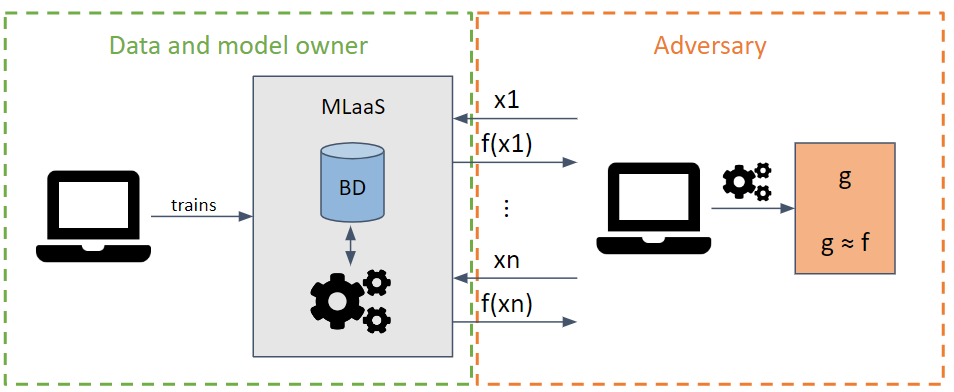 Data and model owner
Adversary
MLaaS
BD
trains
x1
f(x1)
⋮
xn
f(xn)
g
g ≈ f